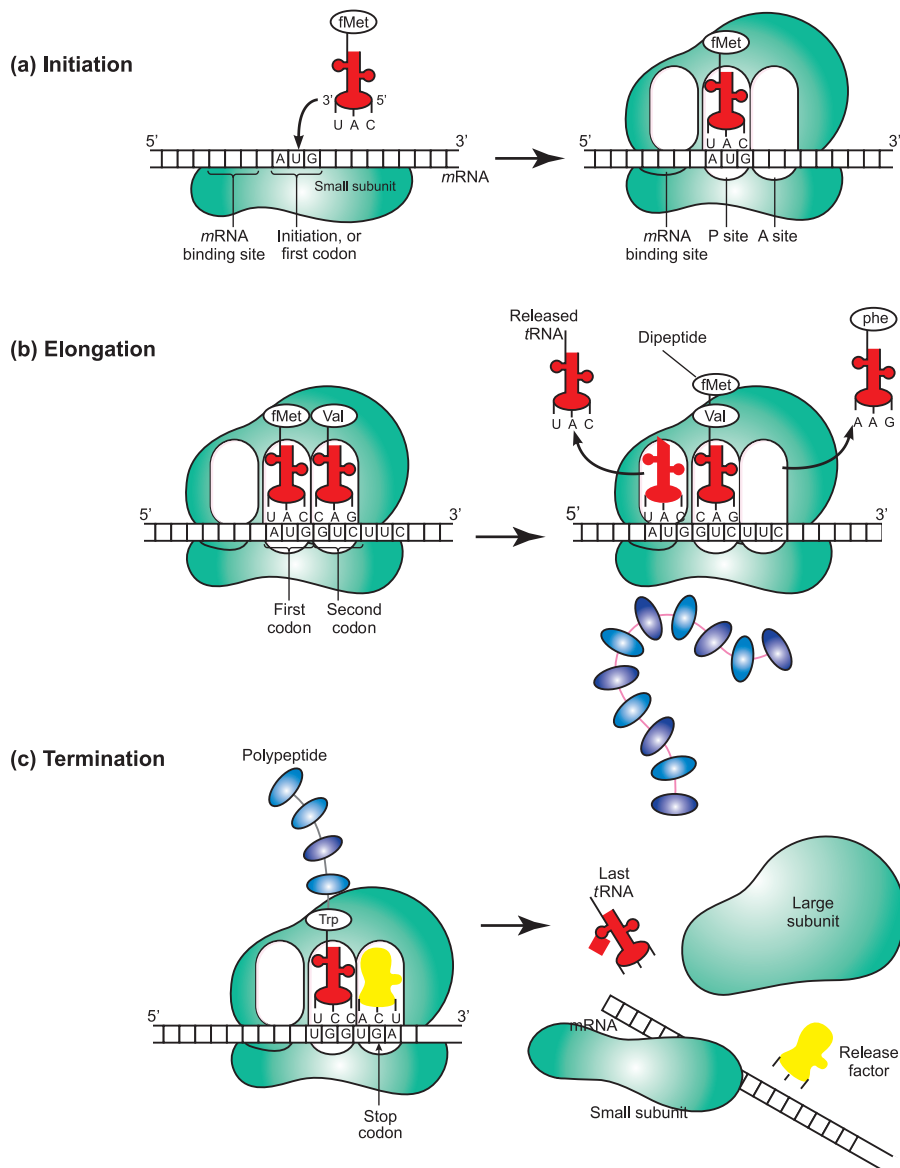 (a) Initiation
fMet
3’ 5’
U A C
5’ 3’
A U G
Small subunit
mRNA
mRNA
binding site
Initiation, or
first codon
fMet
5’ 3’
U A C
A U G
mRNA
binding site
P site
A site
(b) Elongation
fMet Val
5’ 3’
U A C C A G
A U G G U C U U C
First
codon
Second
codon
Released
tRNA
U A C
Dipeptide
fMet
Val
phe
A A G
5’ 3’
U A C C A G
A U G G U C U U C
(c) Termination
Polypeptide
Trp
5’ 3’
U C C A C U
U G G U G A
Stop
codon
Last
tRNA
Large
subunit
mRNA
Small subunit
Release
factor